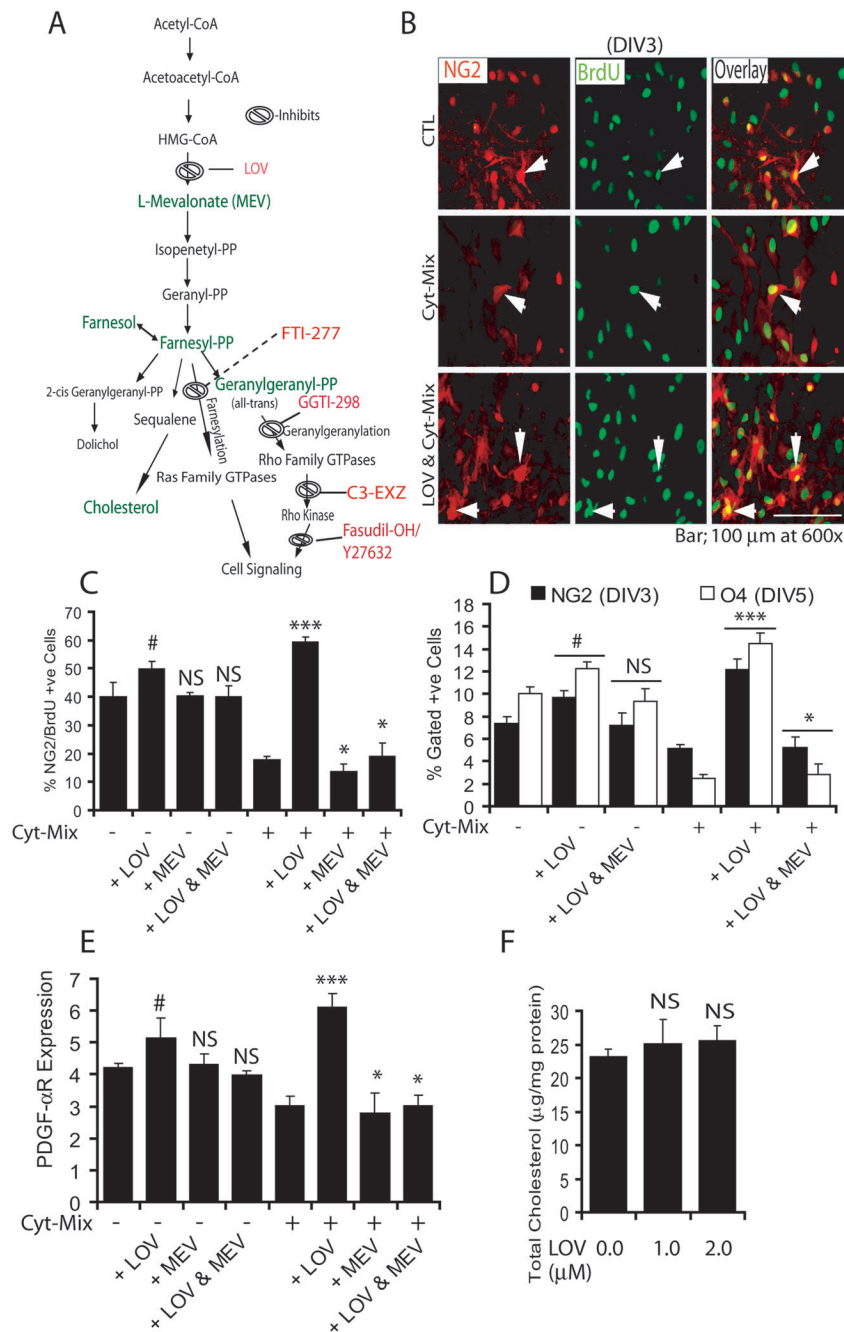 A
Acetyl-CoA
Acetoacetyl-CoA
-Inhibits
HMG-CoA
LOV
L-Mevalonate (MEV)
Isopenetyl-PP
Geranyl-PP
Farnesol
Farnesyl-PP
FTI-277
2-cis Geranylgeranyl-PP
Geranylgeranyl-PP
(all-trans)
GGTI-298
Farnesylation
Geranylgeranylation
Sequalene
Dolichol
Rho Family GTPases
Ras Family GTPases
C3-EXZ
Cholesterol
Rho Kinase
Fasudil-OH/
Y27632
Cell Signaling
B
(DIV3)
NG2 BrdU Overlay
CTL
Cyt-Mix
LOV & Cyt-Mix
Bar; 100 μm at 600x
C
% NG2/BrdU +ve Cells
80
70
60
50
40
30
20
10
0
# NS NS *** * *
Cyt-Mix - - - - + + + +
+ LOV
+ MEV
+ LOV & MEV
+ LOV
+ MEV
+ LOV & MEV
D
NG2 (DIV3) O4 (DIV5)
% Gated +ve Cells
18
16
14
12
10
8
6
4
2
0
# NS *** *
Cyt-Mix - - - + + +
+ LOV
+ LOV & MEV
+ LOV
+ LOV & MEV
E
PDGF-αR Expression
7
6
5
4
3
2
1
0
# NS NS *** * *
Cyt-Mix - - - - + + + +
+ LOV
+ MEV
+ LOV & MEV
+ LOV
+ MEV
+ LOV & MEV
F
Total Cholesterol (μg/mg protein)
30
25
20
15
10
5
0
NS NS
LOV 0.0 1.0 2.0
(μM)